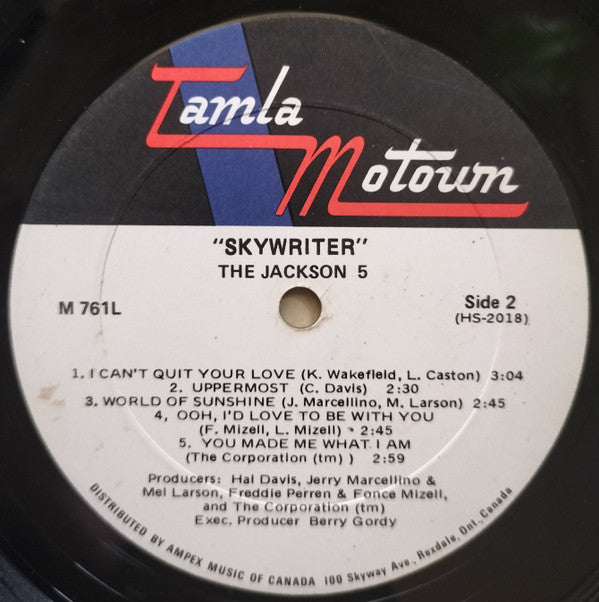 Tamla
Motown
"SKYWRITER"
THE JACKSON 5
M 761L
Side 2
(HS-2018)
1. I CAN'T QUIT YOUR LOVE (K. Wakefield, L. Caston) 3:04
2. UPPERMOST (C. Davis) 2:30
3. WORLD OF SUNSHINE (J. Marcellino, M. Larson) 2:45
4, OOH, I'D LOVE TO BE WITH YOU
(F. Mizell, L. Mizell) - 2:45
5. YOU MADE ME WHAT I AM
(The Corporation (tm) ) 2:59
Producers: Hal Davis, Jerry Marcellino &
Mel Larson, Freddie Perren & Fonce Mizell,
and The Corporation (tm)
Exec. Producer Berry Gordy
DISTRIBUTED BY AMPEX MUSIC OF CANADA 100 Skyway Ave., Rexdale, Ont., Canada